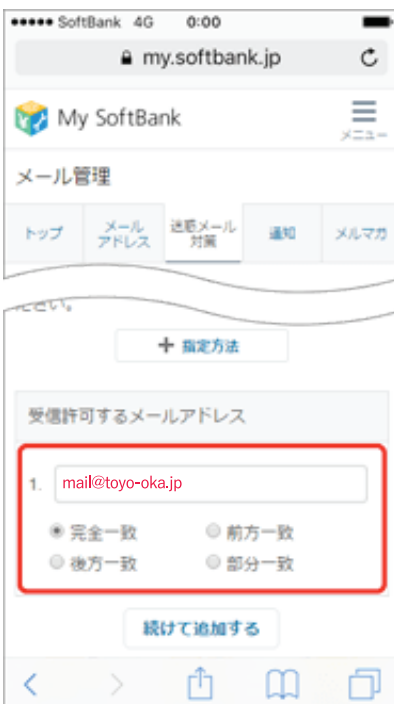 SoftBank 4G 0:00
my.softbank.jp
My SoftBank
メニュー
メール管理
トップ メールアドレス 迷惑メール対策 通知 メルマガ
ださい。
+ 指定方法
受信許可するメールアドレス
1. mail@toyo-oka.jp
完全一致 前方一致
後方一致 部分一致
続けて追加する